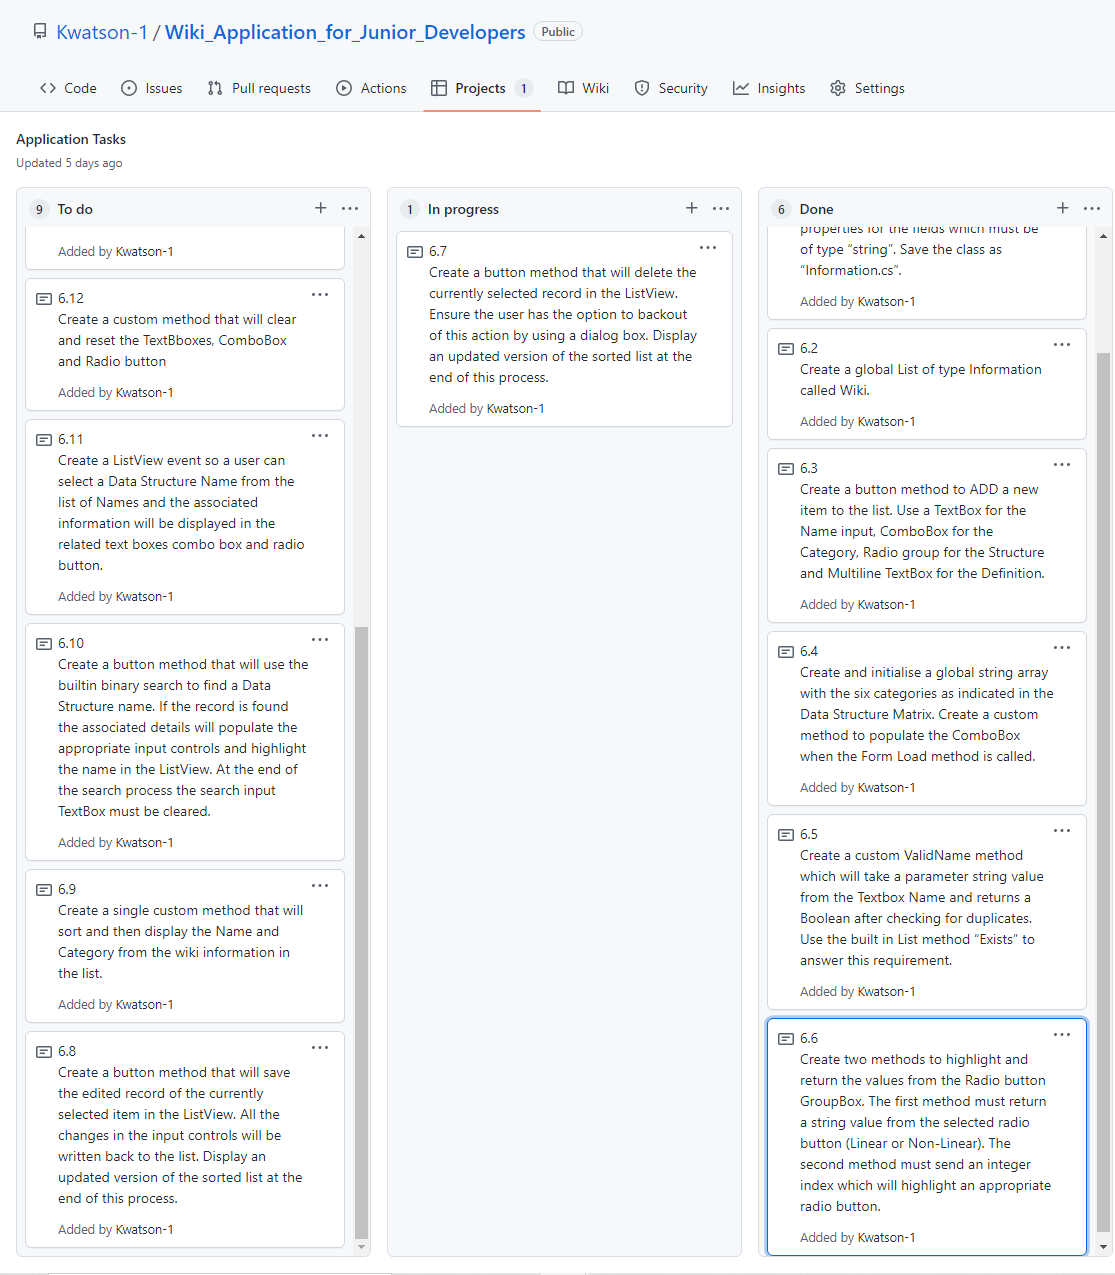 Kwatson-1 / Wiki_Application_for_Junior_Developers Public
Code Issues Pull requests Actions Projects 1 Wiki Security Insights Settings
Application Tasks
Updated 5 days ago
9 To do
Added by Kwatson-1
6.12
Create a custom method that will clear
and reset the TextBboxes, ComboBox
and Radio button
Added by Kwatson-1
6.11
Create a ListView event so a user can
select a Data Structure Name from the
list of Names and the associated
information will be displayed in the
related text boxes combo box and radio
button.
Added by Kwatson-1
6.10
Create a button method that will use the
builtin binary search to find a Data
Structure name. If the record is found
the associated details will populate the
appropriate input controls and highlight
the name in the ListView. At the end of
the search process the search input
TextBox must be cleared.
Added by Kwatson-1
6.9
Create a single custom method that will
sort and then display the Name and
Category from the wiki information in
the list.
Added by Kwatson-1
6.8
Create a button method that will save
the edited record of the currently
selected item in the ListView. All the
changes in the input controls will be
written back to the list. Display an
updated version of the sorted list at the
end of this process.
Added by Kwatson-1
1 In progress
6.7
Create a button method that will delete the
currently selected record in the ListView.
Ensure the user has the option to backout
of this action by using a dialog box. Display
an updated version of the sorted list at the
end of this process.
Added by Kwatson-1
6 Done
properties for the fields which must be
of type “string”. Save the class as
“Information.cs”.
Added by Kwatson-1
6.2
Create a global List of type Information
called Wiki.
Added by Kwatson-1
6.3
Create a button method to ADD a new
item to the list. Use a TextBox for the
Name input, ComboBox for the
Category, Radio group for the Structure
and Multiline TextBox for the Definition.
Added by Kwatson-1
6.4
Create and initialise a global string array
with the six categories as indicated in the
Data Structure Matrix. Create a custom
method to populate the ComboBox
when the Form Load method is called.
Added by Kwatson-1
6.5
Create a custom ValidName method
which will take a parameter string value
from the Textbox Name and returns a
Boolean after checking for duplicates.
Use the built in List method “Exists” to
answer this requirement.
Added by Kwatson-1
6.6
Create two methods to highlight and
return the values from the Radio button
GroupBox. The first method must return
a string value from the selected radio
button (Linear or Non-Linear). The
second method must send an integer
index which will highlight an appropriate
radio button.
Added by Kwatson-1